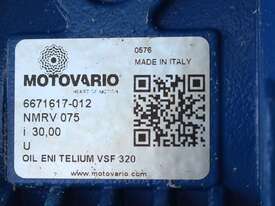 0576
MOTOVARIO®
HEART OF MOTION
MADE IN ITALY
6671617-012
NMRV 075
i 30,00
U
OIL ENI TELIUM VSF 320
www.motovario.com